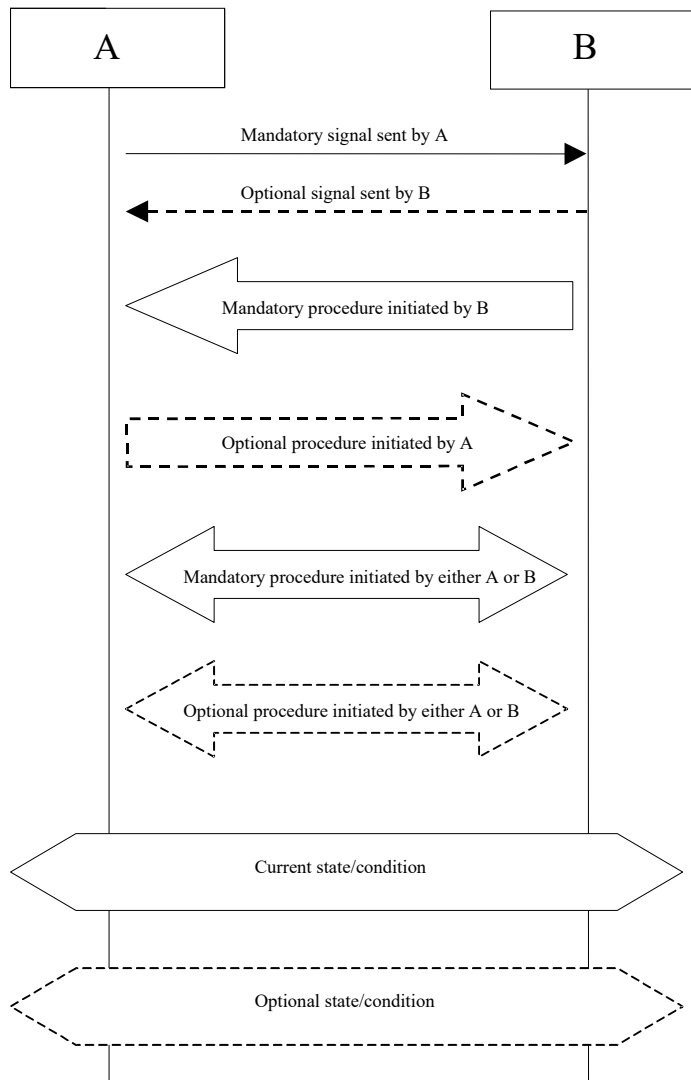 A
B
Mandatory signal sent by A
Optional signal sent by B
Mandatory procedure initiated by B
Optional procedure initiated by A
Mandatory procedure initiated by either A or B
Optional procedure initiated by either A or B
Current state/condition
Optional state/condition